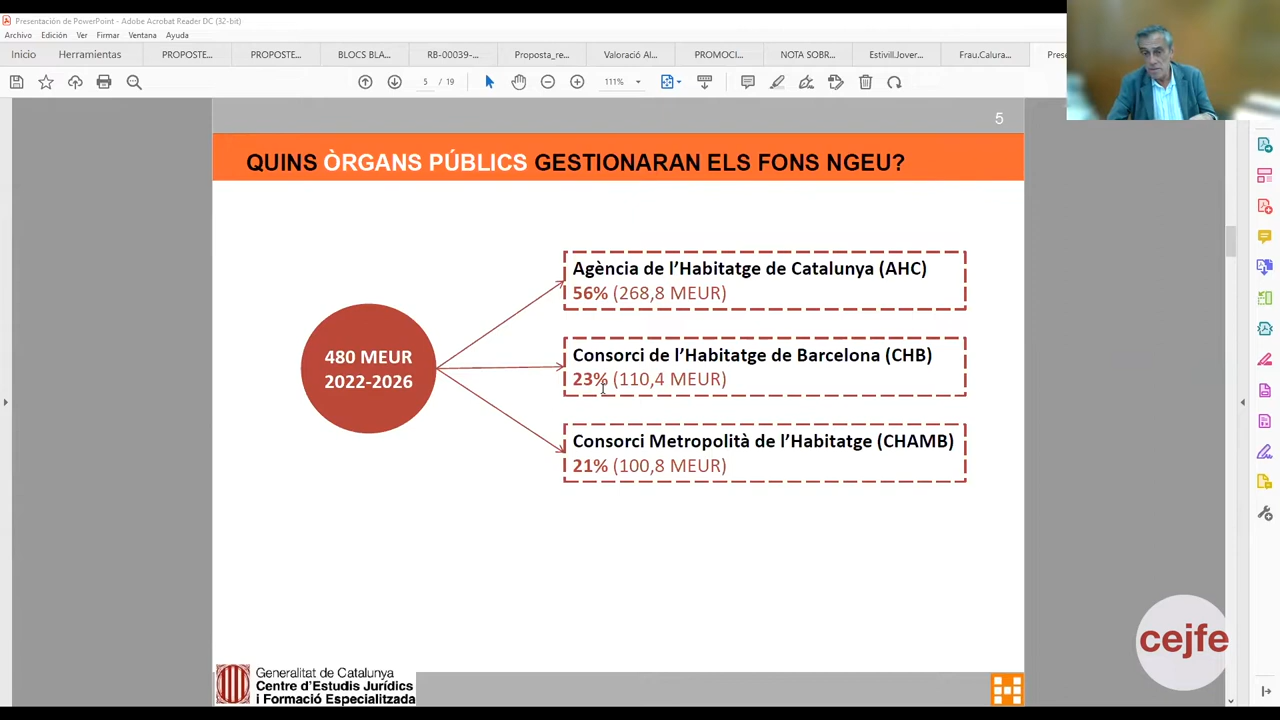 Presentación de PowerPoint - Adobe Acrobat Reader DC (32-bit)
Archivo Edición Ver Firmar Ventana Ayuda
Inicio Herramientas PROPOSTE... PROPOSTE... BLOCS BLA... RB-00039-... Proposta_re... Valoració Al... PROMOCI... NOTA SOBR... Estivill.Jover... Frau.Calura...
5 / 19 111%
5
QUINS ÒRGANS PÚBLICS GESTIONARAN ELS FONS NGEU?
480 MEUR
2022-2026
Agència de l'Habitatge de Catalunya (AHC)
56% (268,8 MEUR)
Consorci de l'Habitatge de Barcelona (CHB)
23% (110,4 MEUR)
Consorci Metropolità de l'Habitatge (CHAMB)
21% (100,8 MEUR)
Generalitat de Catalunya
Centre d'Estudis Jurídics
i Formació Especialitzada
cejfe